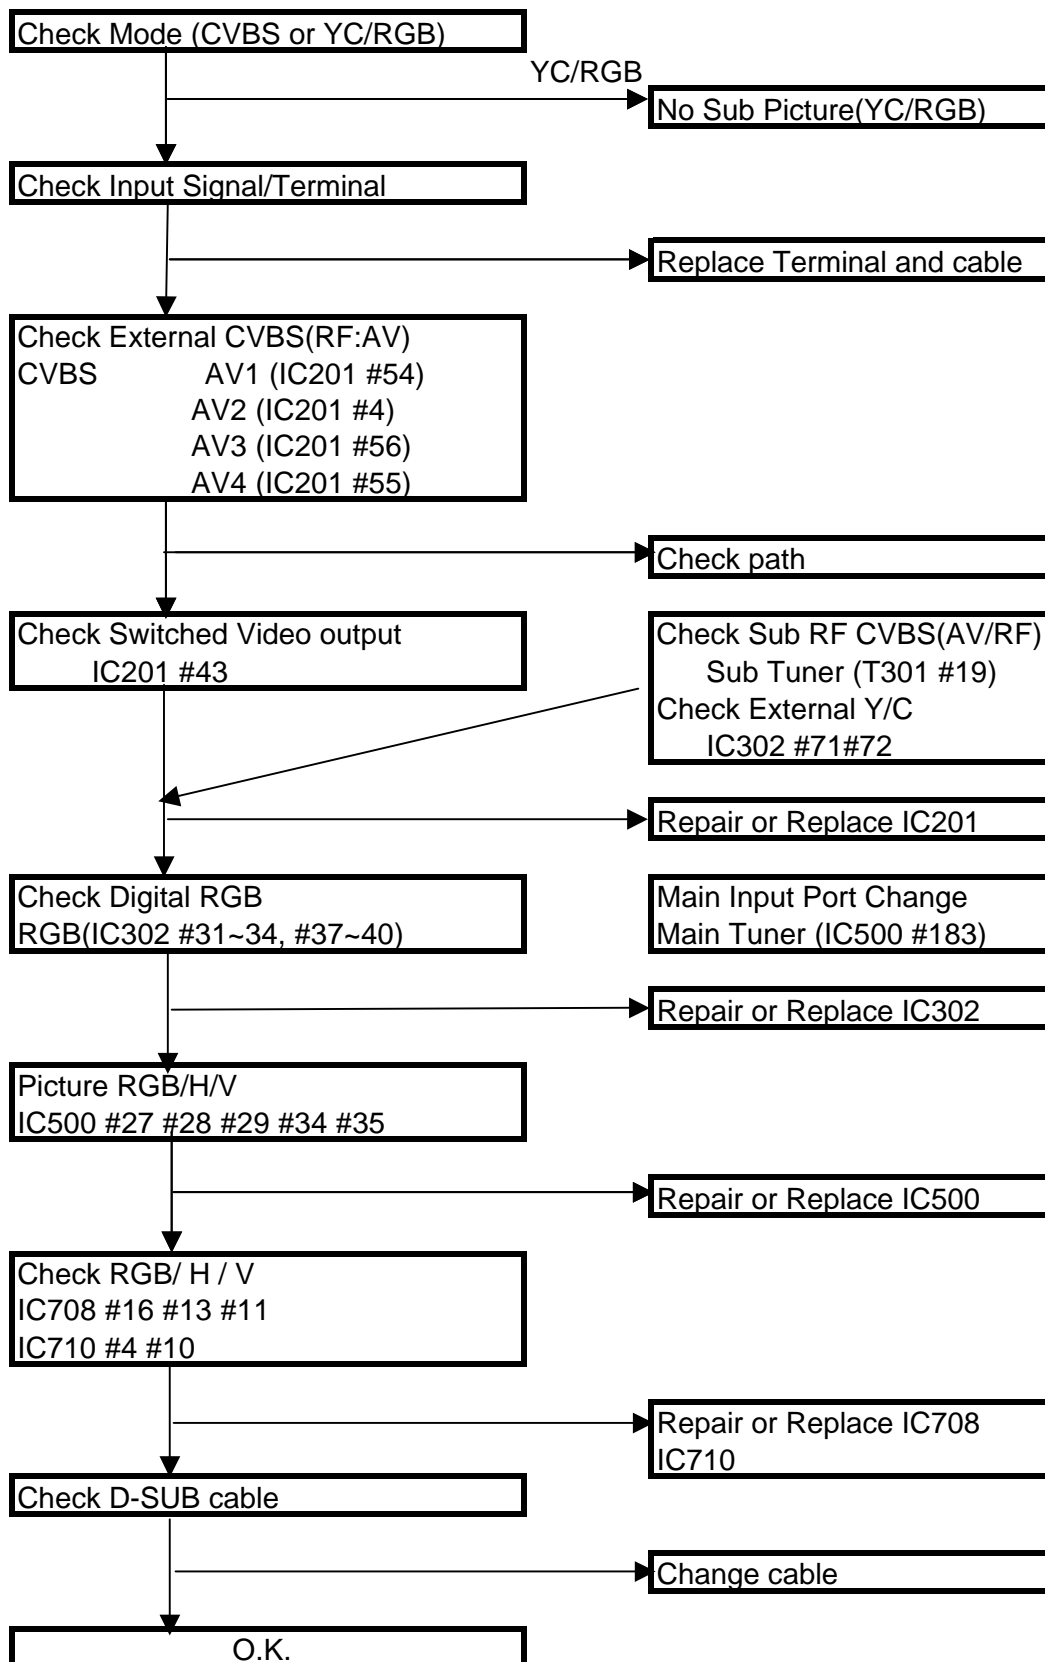 Check Mode (CVBS or YC/RGB)
YC/RGB
No Sub Picture(YC/RGB)
Check Input Signal/Terminal
Replace Terminal and cable
Check External CVBS(RF:AV)
CVBS AV1 (IC201 #54)
AV2 (IC201 #4)
AV3 (IC201 #56)
AV4 (IC201 #55)
Check path
Check Switched Video output
IC201 #43
Check Sub RF CVBS(AV/RF)
Sub Tuner (T301 #19)
Check External Y/C
IC302 #71#72
Repair or Replace IC201
Check Digital RGB
RGB(IC302 #31~34, #37~40)
Main Input Port Change
Main Tuner (IC500 #183)
Repair or Replace IC302
Picture RGB/H/V
IC500 #27 #28 #29 #34 #35
Repair or Replace IC500
Check RGB/ H / V
IC708 #16 #13 #11
IC710 #4 #10
Repair or Replace IC708
IC710
Check D-SUB cable
Change cable
O.K.